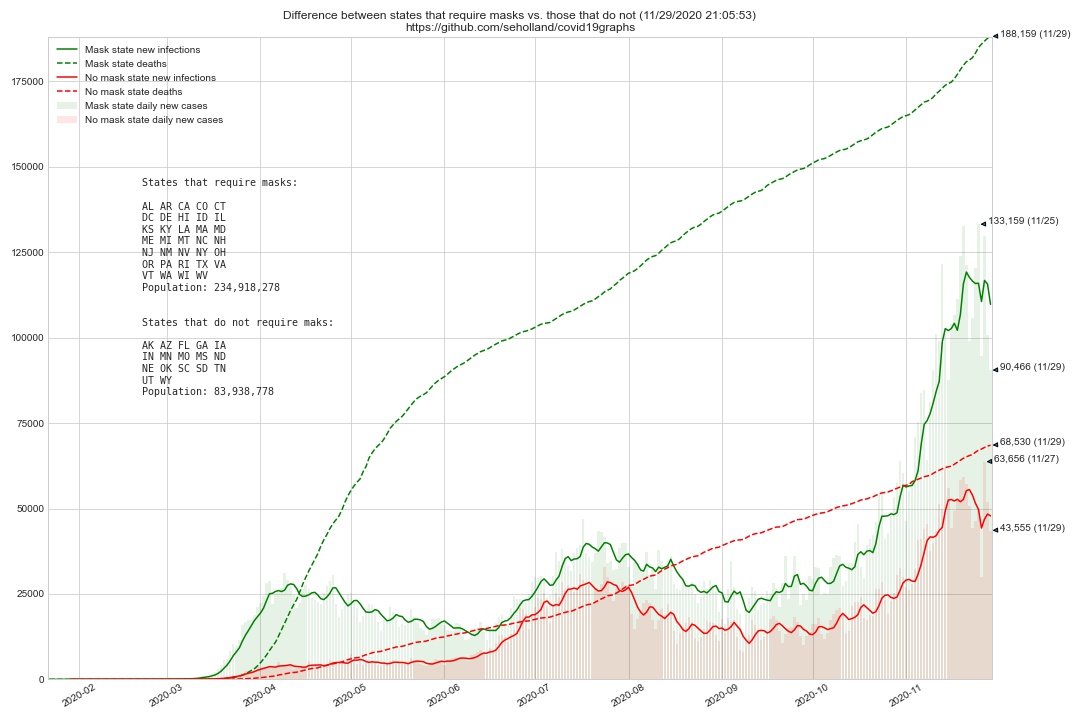 Difference between states that require masks vs. those that do not (11/29/2020 21:05:53)
https://github.com/seholland/covid19graphs
Mask state new infections
Mask state deaths
No mask state new infections
No mask state deaths
Mask state daily new cases
No mask state daily new cases
States that require masks:
AL AR CA CO CT
DC DE HI ID IL
KS KY LA MA MD
ME MI MT NC NH
NJ NM NV NY OH
OR PA RI TX VA
VT WA WI WV
Population: 234,918,278
States that do not require maks:
AK AZ FL GA IA
IN MN MO MS ND
NE OK SC SD TN
UT WY
Population: 83,938,778
175000
150000
125000
100000
75000
50000
25000
0
188,159 (11/29)
133,159 (11/25)
90,466 (11/29)
68,530 (11/29)
63,656 (11/27)
43,555 (11/29)
2020-02
2020-03
2020-04
2020-05
2020-06
2020-07
2020-08
2020-09
2020-10
2020-11